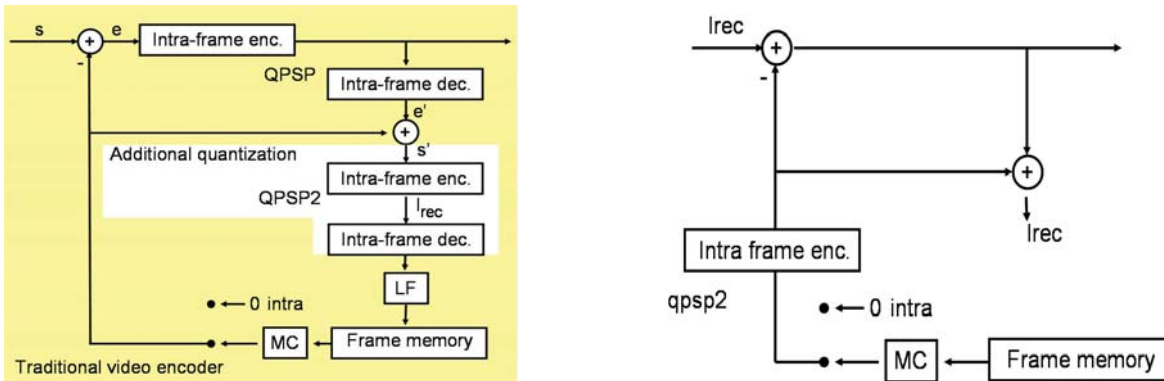 s
+
e
Intra-frame enc.
-
QPSP
Intra-frame dec.
e'
+
Additional quantization
s'
Intra-frame enc.
QPSP2
Irec
Intra-frame dec.
LF
0 intra
MC
Frame memory
Traditional video encoder
Irec
+
-
+
Irec
Intra frame enc.
qpsp2
0 intra
MC
Frame memory